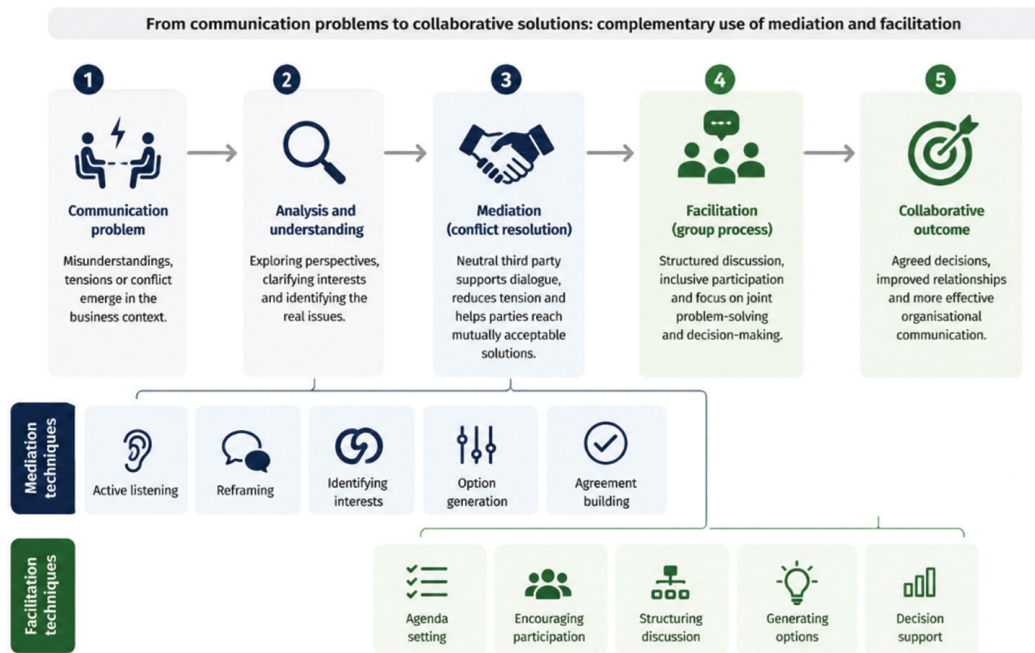 From communication problems to collaborative solutions: complementary use of mediation and facilitation
1
Communication
problem
Misunderstandings,
tensions or conflict
emerge in the
business context.
2
Analysis and
understanding
Exploring perspectives,
clarifying interests
and identifying the
real issues.
3
Mediation
(conflict resolution)
Neutral third party
supports dialogue,
reduces tension and
helps parties reach
mutually acceptable
solutions.
4
Facilitation
(group process)
Structured discussion,
inclusive participation
and focus on joint
problem-solving
and decision-making.
5
Collaborative
outcome
Agreed decisions,
improved relationships
and more effective
organisational
communication.
Mediation
techniques
Active listening
Reframing
Identifying
interests
Option
generation
Agreement
building
Facilitation
techniques
Agenda
setting
Encouraging
participation
Structuring
discussion
Generating
options
Decision
support